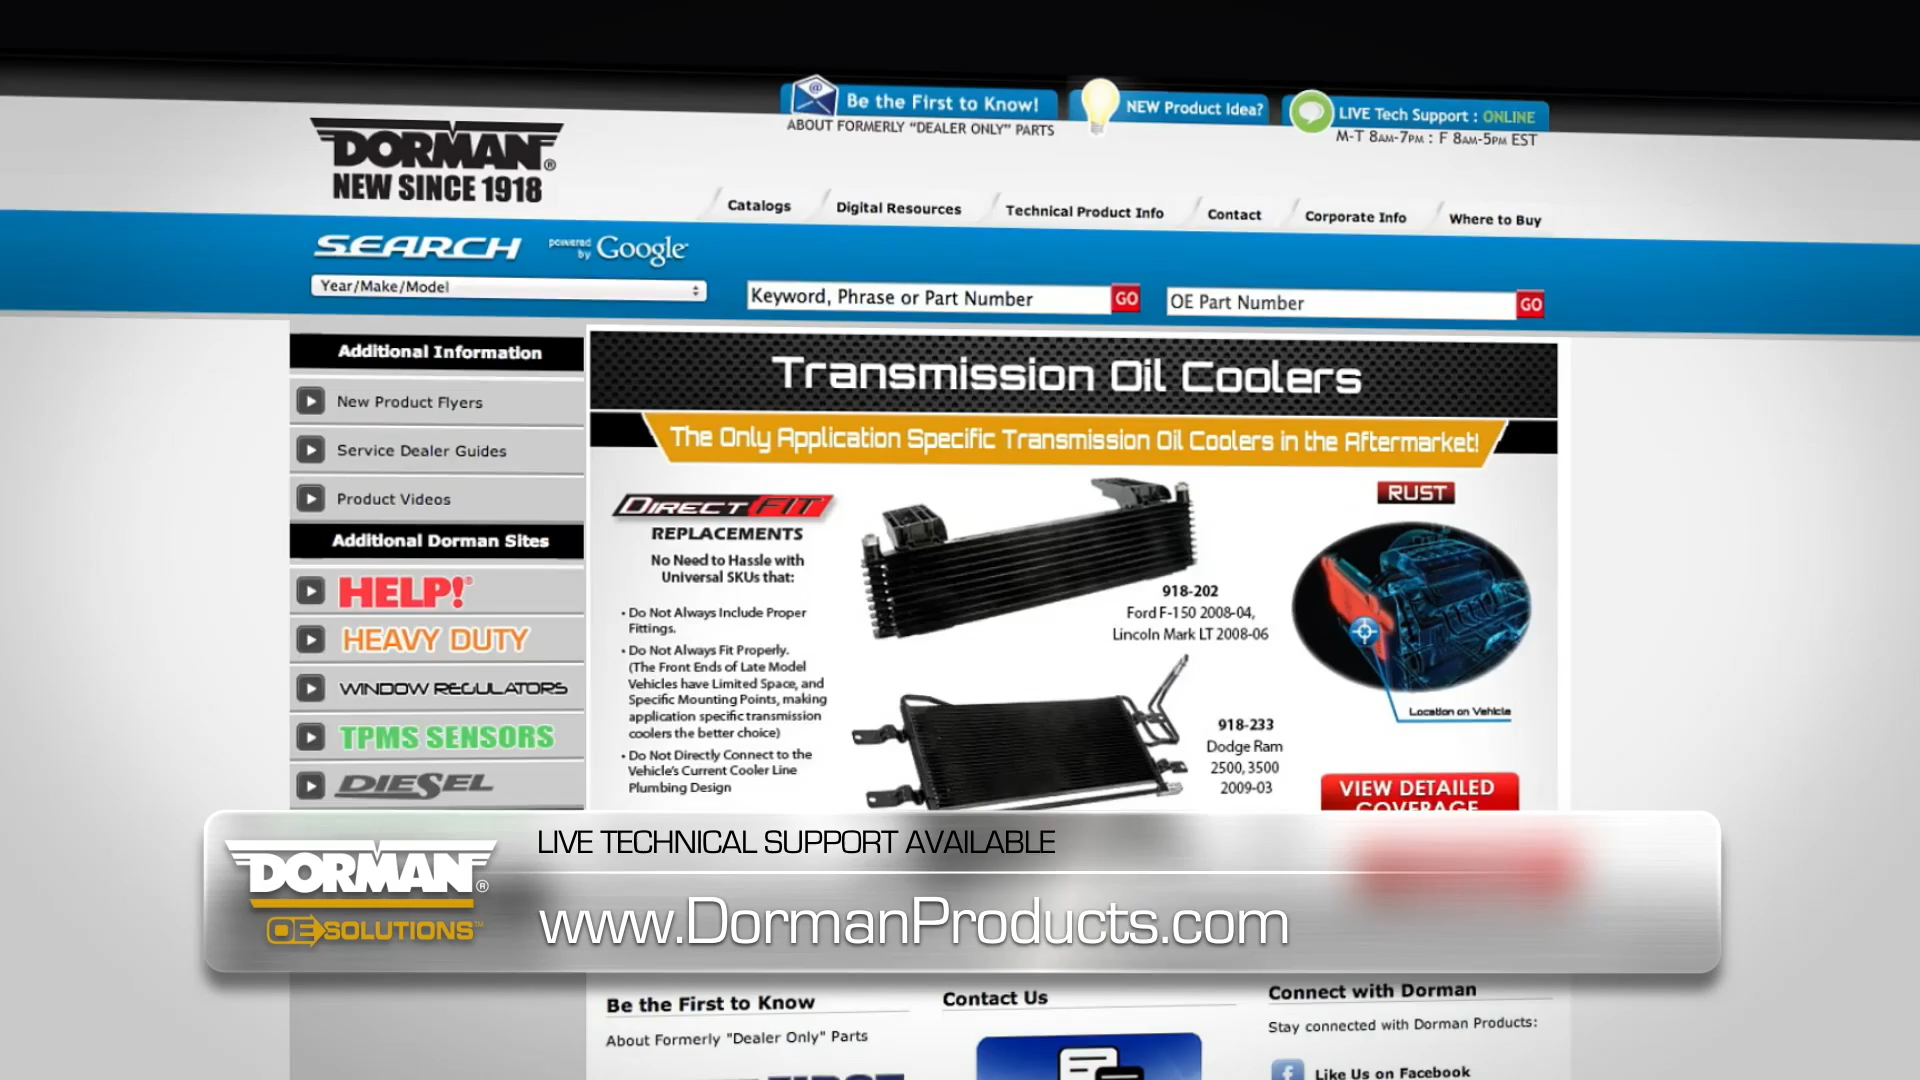 Be the First to Know!
ABOUT FORMERLY "DEALER ONLY" PARTS
NEW Product Idea?
LIVE Tech Support : ONLINE
M-T 8AM-7PM : F 8AM-5PM EST
DORMAN®
NEW SINCE 1918
Catalogs
Digital Resources
Technical Product Info
Contact
Corporate Info
Where to Buy
SEARCH powered by Google
Year/Make/Model
Keyword, Phrase or Part Number GO
OE Part Number GO
Additional Information
New Product Flyers
Service Dealer Guides
Product Videos
Additional Dorman Sites
HELP!®
HEAVY DUTY
WINDOW REGULATORS
TPMS SENSORS
DIESEL
Transmission Oil Coolers
The Only Application Specific Transmission Oil Coolers in the Aftermarket!
DIRECT FIT
REPLACEMENTS
No Need to Hassle with
Universal SKUs that:
• Do Not Always Include Proper
Fittings.
• Do Not Always Fit Properly.
(The Front Ends of Late Model
Vehicles have Limited Space, and
Specific Mounting Points, making
application specific transmission
coolers the better choice)
• Do Not Directly Connect to the
Vehicle's Current Cooler Line
Plumbing Design
918-202
Ford F-150 2008-04,
Lincoln Mark LT 2008-06
918-233
Dodge Ram
2500, 3500
2009-03
RUST
Location on Vehicle
VIEW DETAILED
COVERAGE
DORMAN®
OE SOLUTIONS™
LIVE TECHNICAL SUPPORT AVAILABLE
www.DormanProducts.com
Be the First to Know
About Formerly "Dealer Only" Parts
FIRST
Contact Us
Connect with Dorman
Stay connected with Dorman Products:
Like Us on Facebook